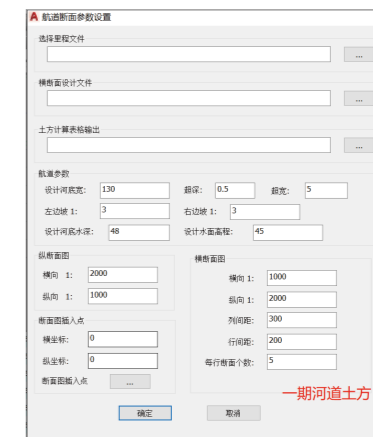 航道断面参数设置
选择里程文件
...
横断面设计文件
...
土方计算表格输出
...
航道参数
设计河底宽: 130 超深: 0.5 超宽: 5
左边坡 1: 3 右边坡 1: 3
设计河底水深: 48 设计水面高程: 45
纵断面图
横向 1: 2000
纵向 1: 1000
断面图插入点
横坐标: 0
纵坐标: 0
断面图插入点 ...
横断面图
横向 1: 1000
纵向 1: 2000
列间距: 300
行间距: 200
每行断面个数: 5
一期河道土方
确定 取消